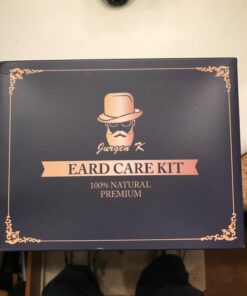 Jurgen K
EARD CARE KIT
100% NATURAL
PREMIUM